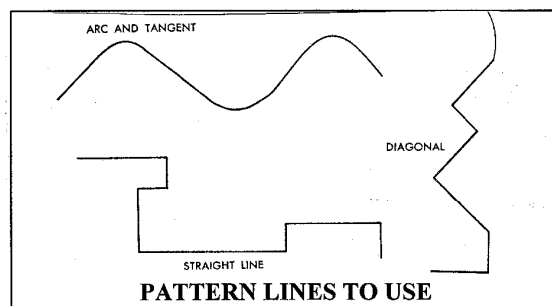 ARC AND TANGENT
DIAGONAL
STRAIGHT LINE
PATTERN LINES TO USE